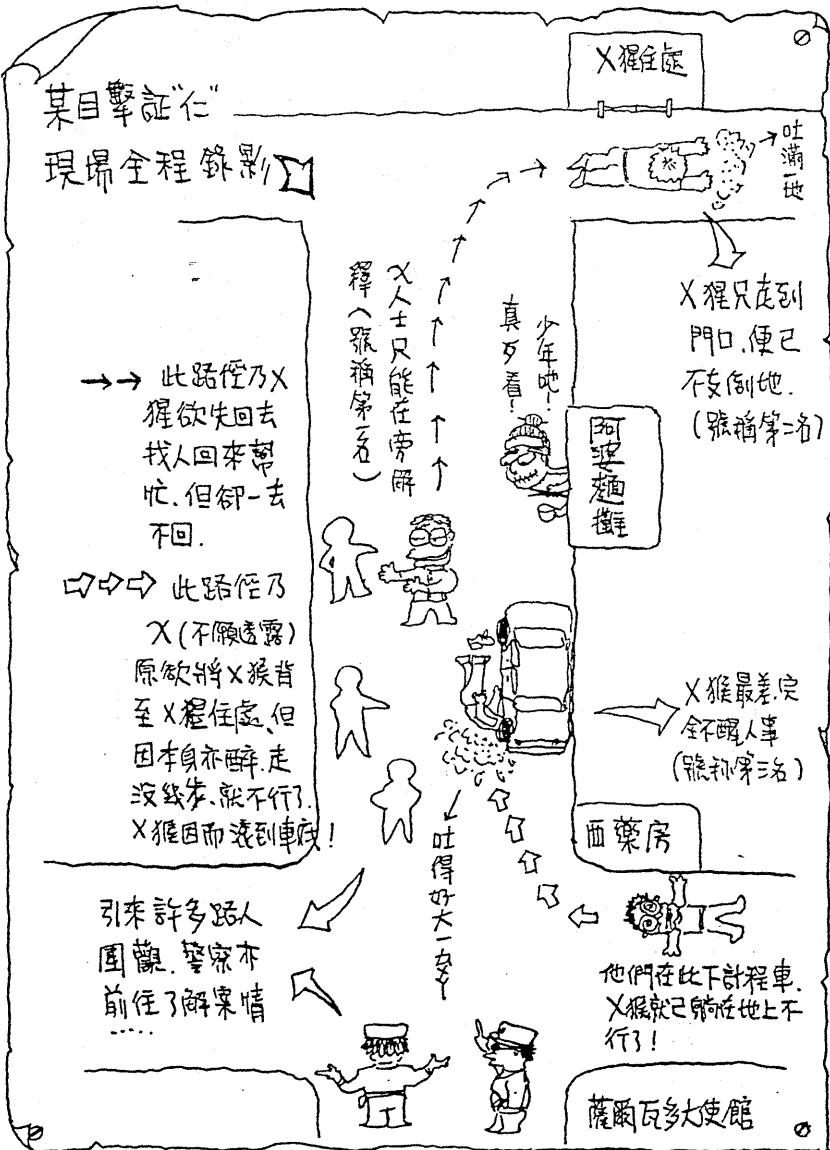 某目擊証"仁"
現場全程錄影
X猩住處
吐滿一地
X猩只走到
門口、便已
不支倒地.
(號稱第二名)
X人士只能在旁解
釋(號稱第一名)
少年吔!
真歹看!
阿婆麵攤
此路徑乃X
猩欲先回去
找人回來幫
忙、但卻一去
不回.
此路徑乃
X(不願透露)
原欲將X猴背
至X猩住處、但
因本身亦醉、走
沒幾步、就不行了.
X猴因而滾到車底!
X猴最差、完
全不醒人事
(號称第三名)
西藥房
吐得好大一

引來許多路人
圍觀、警察亦
前往了解案情
.....
他們在此下計程車.
X猴就已躺在地上不
行了!
薩爾瓦多大使館